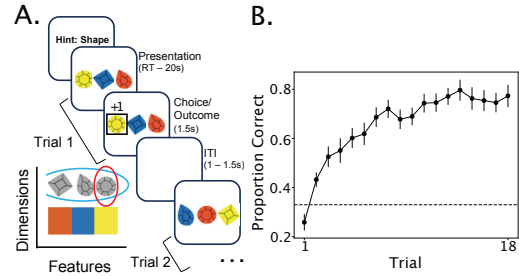 A.
Hint: Shape
Presentation
(RT – 20s)
+1
Choice/
Outcome
(1.5s)
Trial 1
ITI
(1 – 1.5s)
Dimensions
Features
Trial 2
...
B.
Proportion Correct
0.8
0.6
0.4
0.2
1
18
Trial